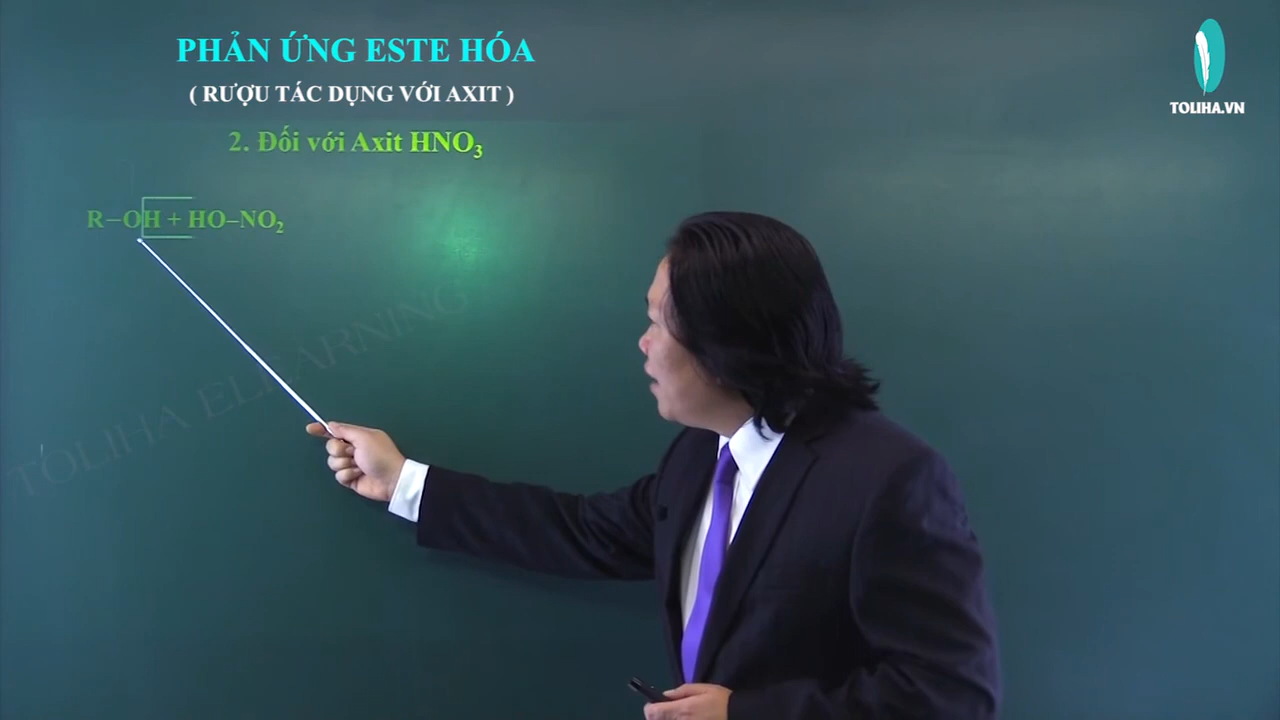 PHẢN ỨNG ESTE HÓA
( RƯỢU TÁC DỤNG VỚI AXIT )
TOLIHA.VN
2. Đối với Axit HNO₃
R–OH + HO–NO₂
TOLIHA ELEARNING